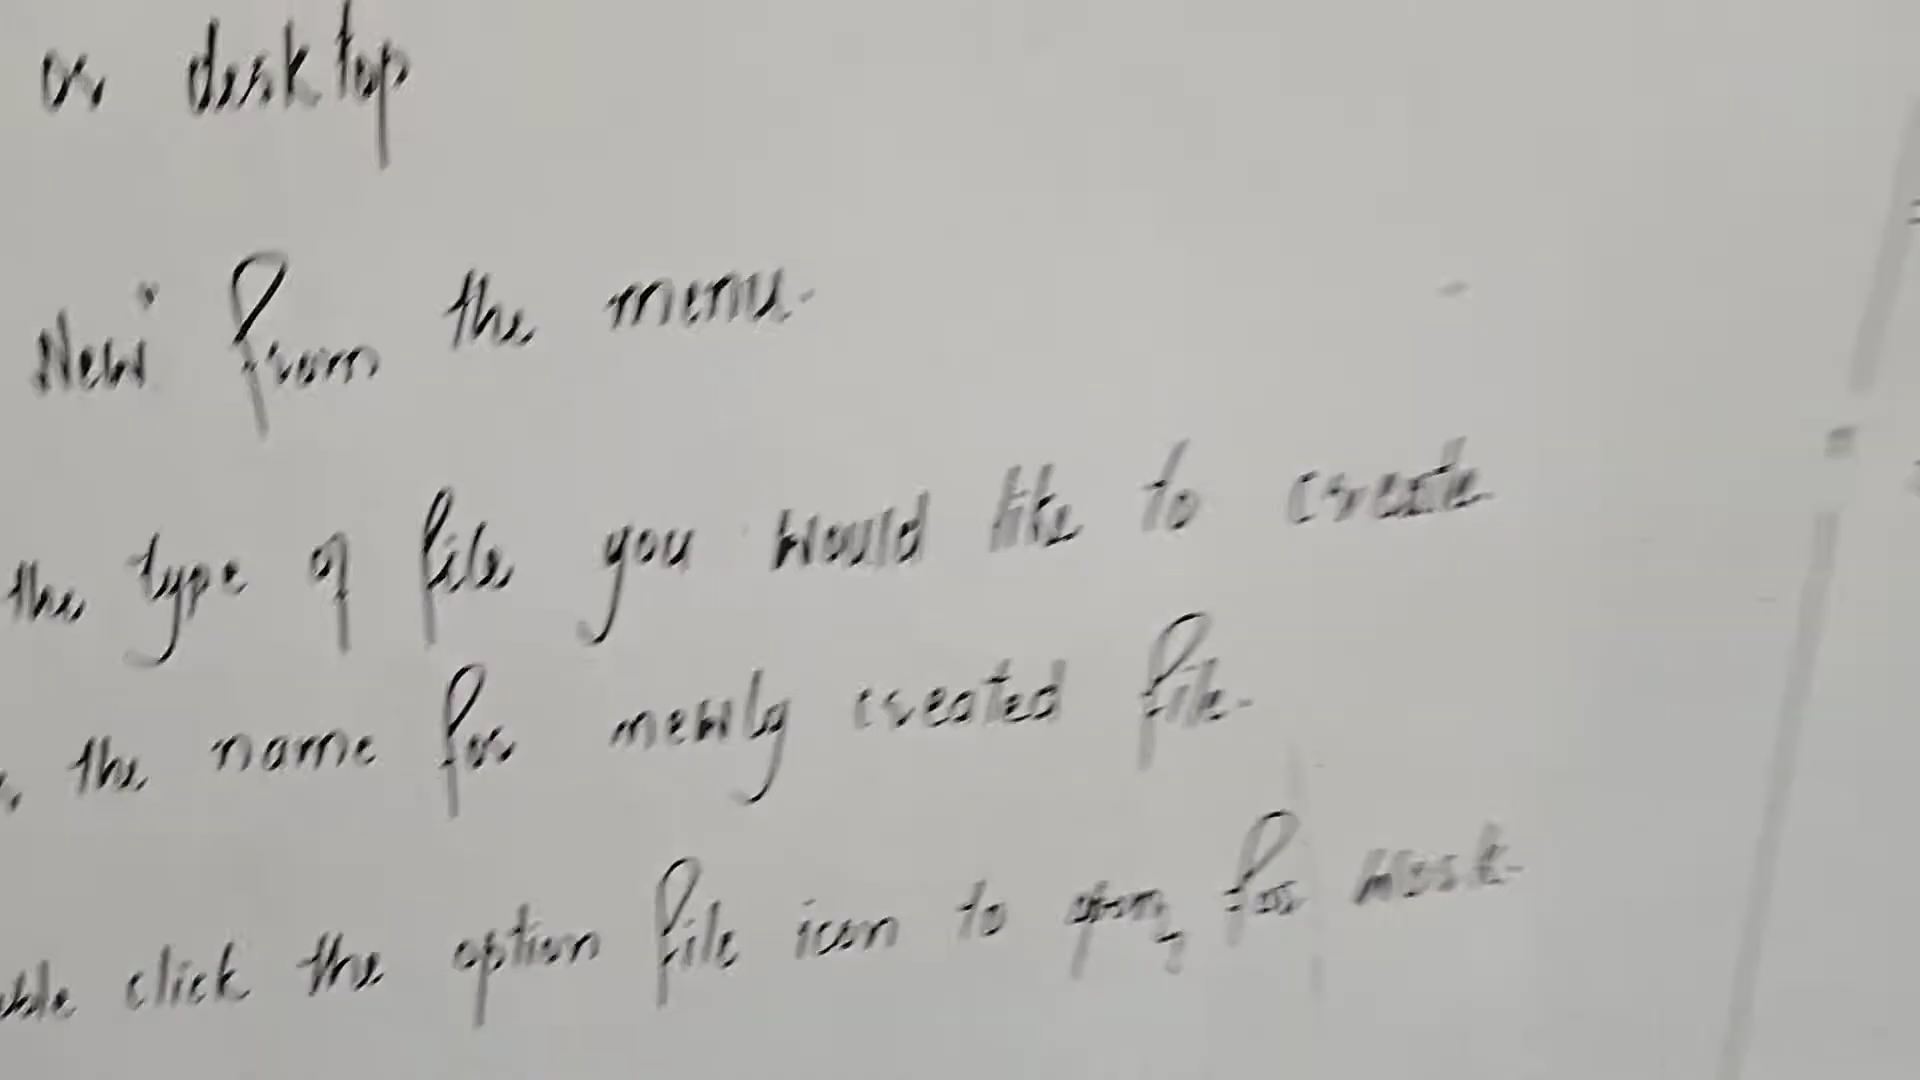 or desktop
New" from the menu.
the type of file you would like to create
the name for newly created file.
click the option file icon to for work.